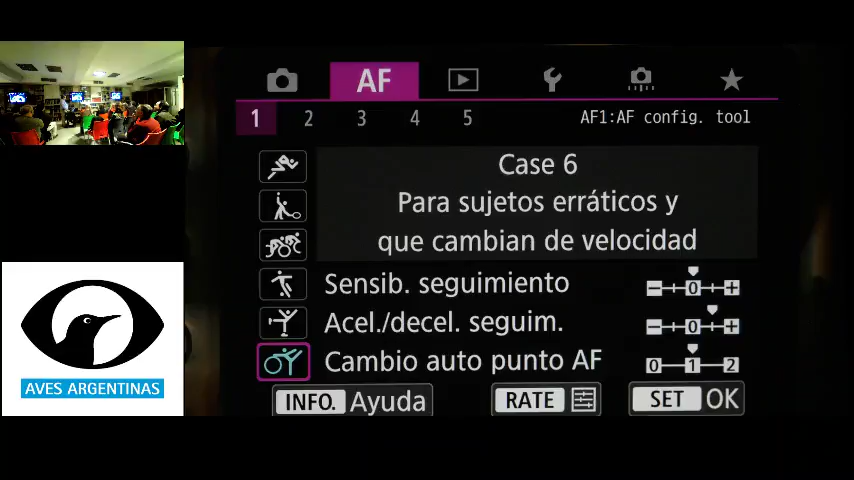 AF
1 2 3 4 5 AF1:AF config. tool
Case 6
Para sujetos erráticos y
que cambian de velocidad
Sensib. seguimiento
− 0 +
Acel./decel. seguim.
− 0 +
Cambio auto punto AF
0 1 2
INFO. Ayuda RATE SET OK
AVES ARGENTINAS